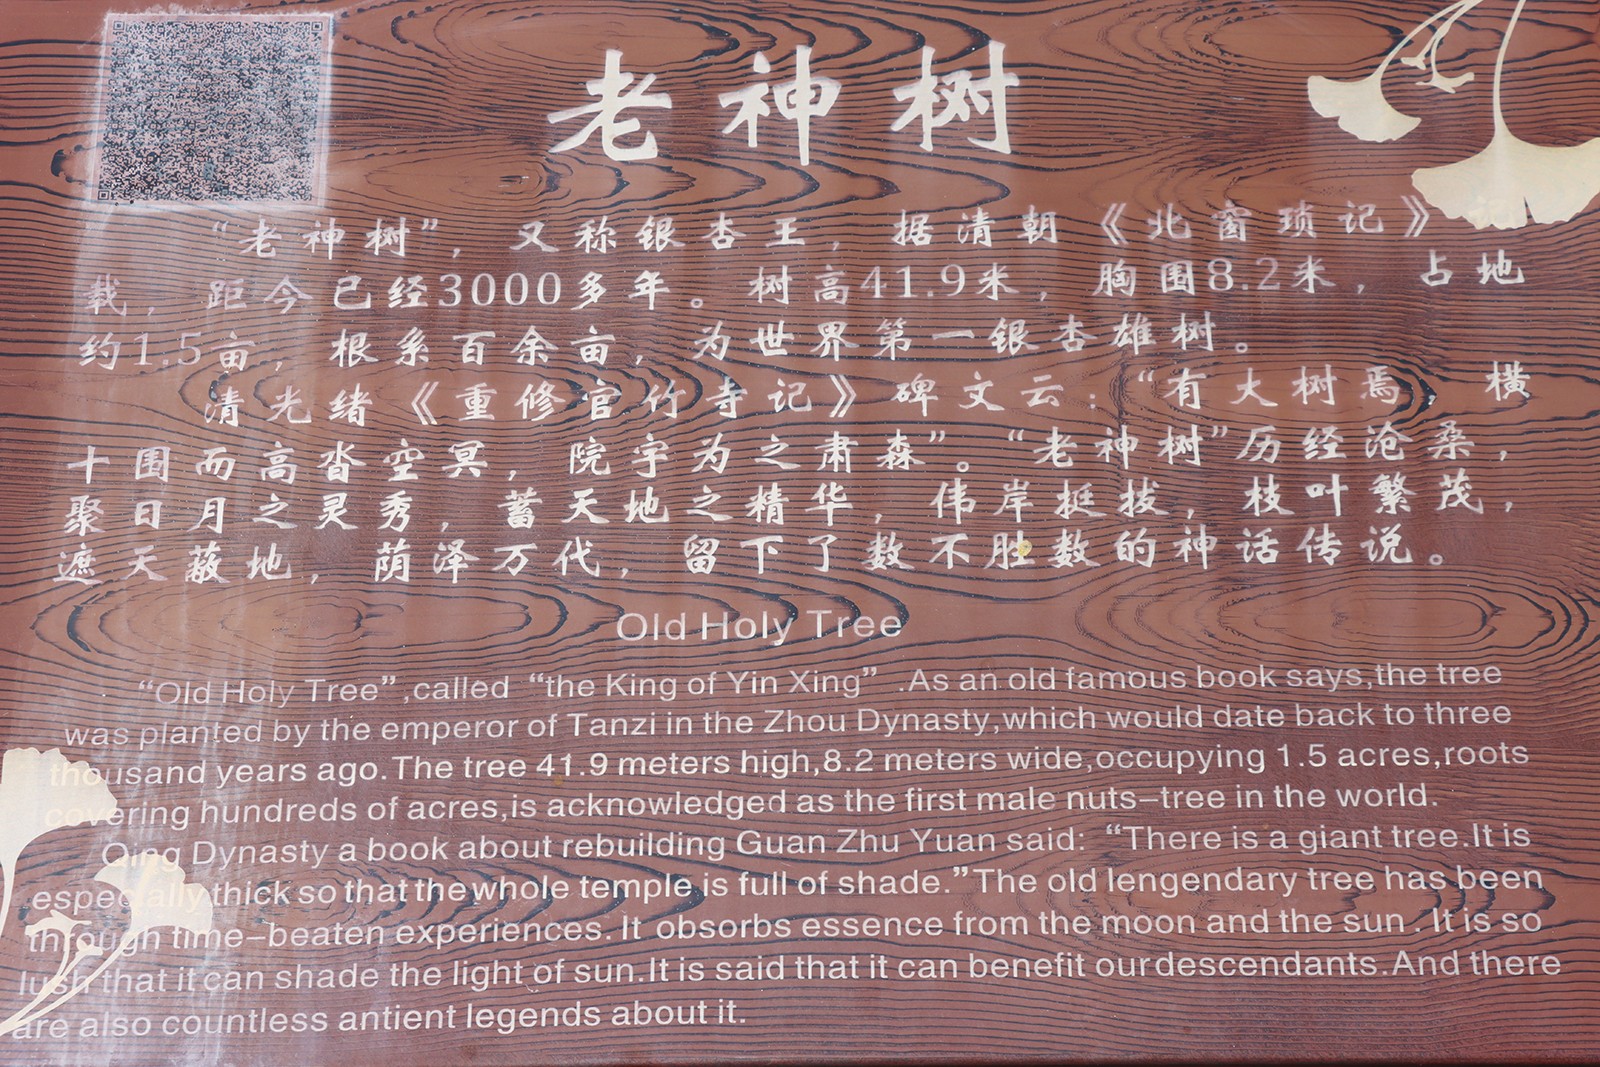 老神树
“老神树”，又称银杏王，据清朝《北窗琐记》记
载，距今已经3000多年。树高41.9米，胸围8.2米，占地
约1.5亩，根系百余亩，为世界第一银杏雄树。
清光绪《重修官竹寺记》碑文云：“有大树焉，横
十围而高沓空冥，院宇为之肃森”。“老神树”历经沧桑，
聚日月之灵秀，蓄天地之精华，伟岸挺拔，枝叶繁茂，
遮天蔽地，荫泽万代，留下了数不胜数的神话传说。
Old Holy Tree
“Old Holy Tree”,called “the King of Yin Xing” .As an old famous book says,the tree
was planted by the emperor of Tanzi in the Zhou Dynasty,which would date back to three
thousand years ago.The tree 41.9 meters high,8.2 meters wide,occupying 1.5 acres,roots
covering hundreds of acres,is acknowledged as the first male nuts–tree in the world.
Qing Dynasty a book about rebuilding Guan Zhu Yuan said: “There is a giant tree.It is
especially thick so that the whole temple is full of shade.”The old lengendary tree has been
through time–beaten experiences. It obsorbs essence from the moon and the sun . It is so
lush that it can shade the light of sun.It is said that it can benefit our descendants.And there
are also countless antient legends about it.